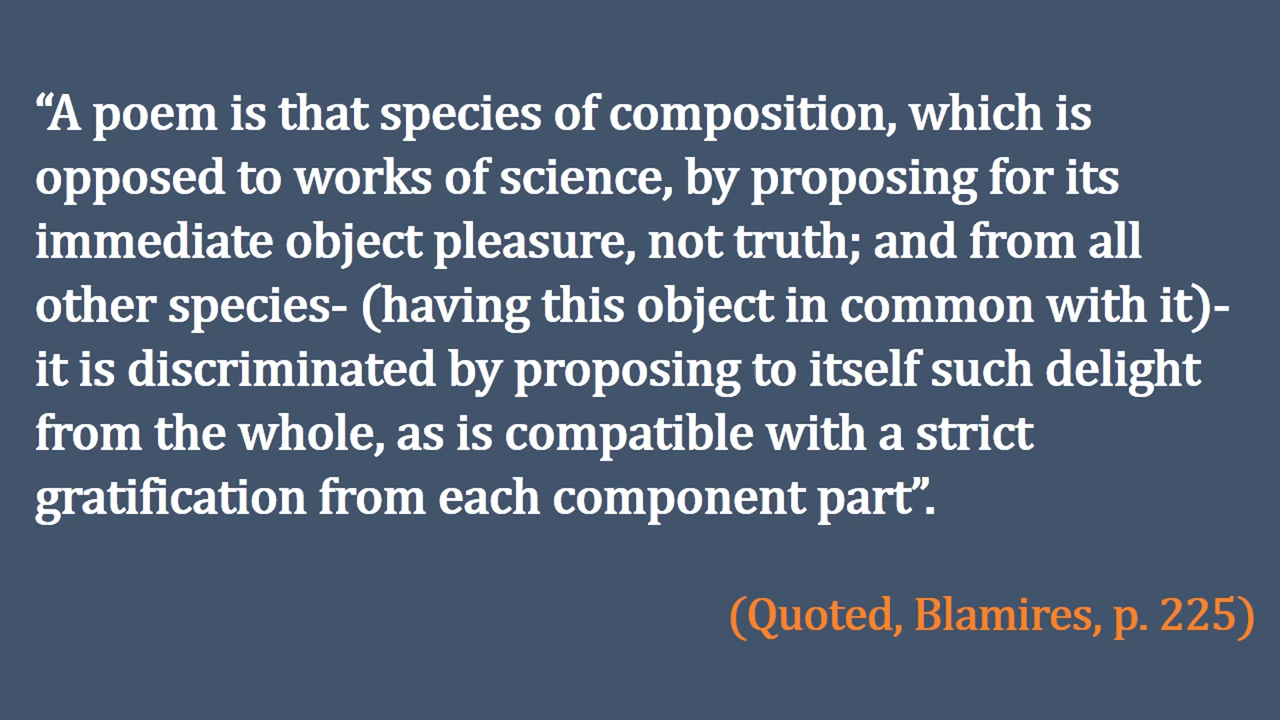 “A poem is that species of composition, which is
opposed to works of science, by proposing for its
immediate object pleasure, not truth; and from all
other species- (having this object in common with it)-
it is discriminated by proposing to itself such delight
from the whole, as is compatible with a strict
gratification from each component part”.
(Quoted, Blamires, p. 225)